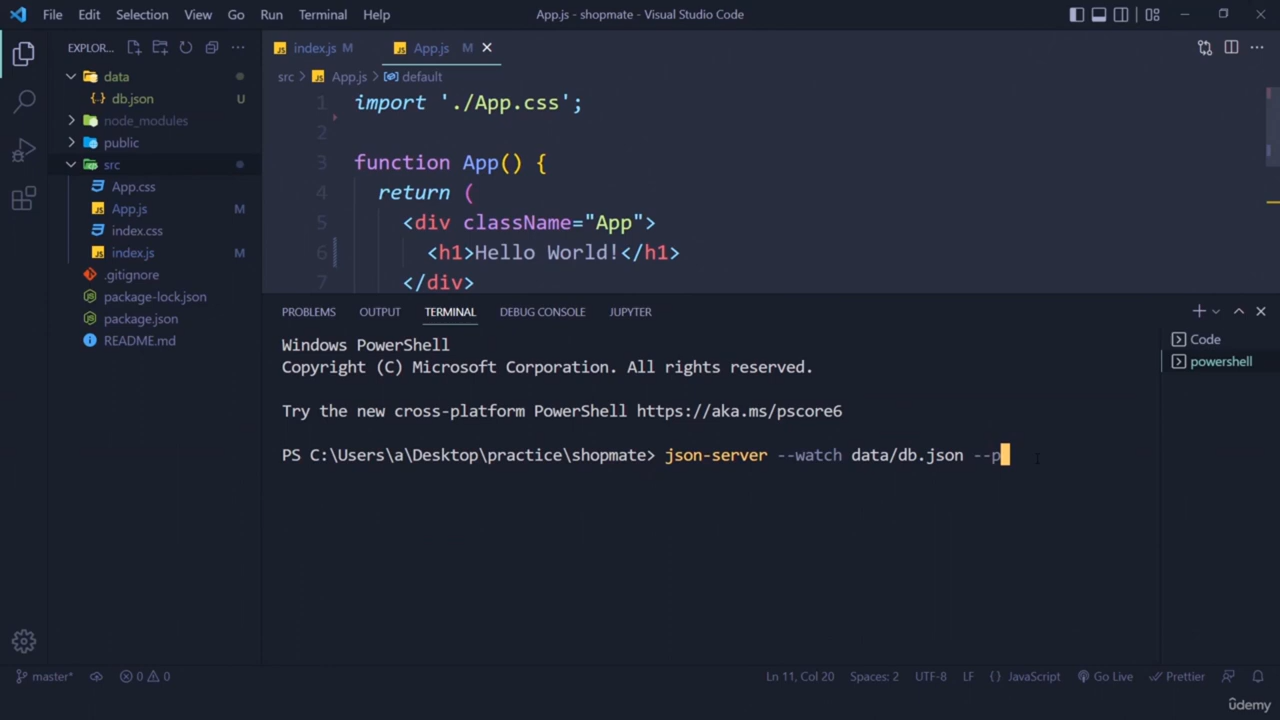 File Edit Selection View Go Run Terminal Help
App.js - shopmate - Visual Studio Code
EXPLOR...
data
db.json U
node_modules
public
src
App.css
App.js M
index.css
index.js M
.gitignore
package-lock.json
package.json
README.md
index.js M App.js M
src > App.js > default
1 import './App.css';
2
3 function App() {
4 return (
5 <div className="App">
6 <h1>Hello World!</h1>
7 </div>
PROBLEMS OUTPUT TERMINAL DEBUG CONSOLE JUPYTER
Windows PowerShell
Copyright (C) Microsoft Corporation. All rights reserved.
Try the new cross-platform PowerShell https://aka.ms/pscore6
PS C:\Users\a\Desktop\practice\shopmate> json-server --watch data/db.json --p
Code
powershell
master* 0 0 Ln 11, Col 20 Spaces: 2 UTF-8 LF {} JavaScript Go Live Prettier
ûdemy